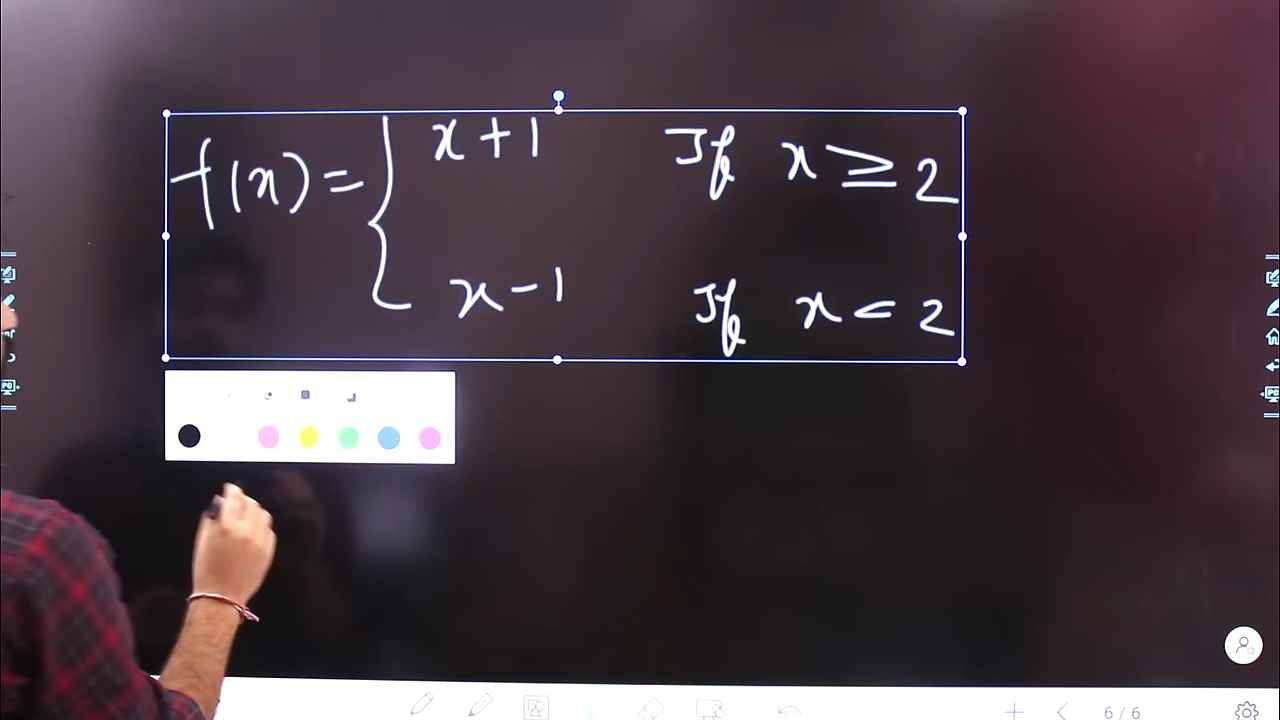 f(x) = { x+1 If x ≥ 2
x-1 If x < 2
6/6